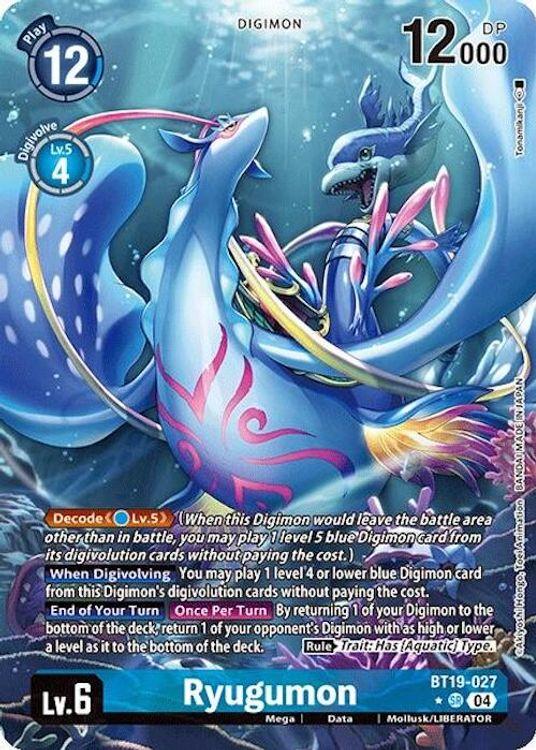 DIGIMON
Play
12
DP
12000
Digivolve
Lv.5
4
Tonamikanji
Decode《 Lv.5》 (When this Digimon would leave the battle area
other than in battle, you may play 1 level 5 blue Digimon card from
its digivolution cards without paying the cost.)
When Digivolving You may play 1 level 4 or lower blue Digimon card
from this Digimon's digivolution cards without paying the cost.
End of Your Turn Once Per Turn By returning 1 of your Digimon to the
bottom of the deck, return 1 of your opponent's Digimon with as high or lower
a level as it to the bottom of the deck.
Rule Trait: Has [Aquatic] Type.
©Akiyoshi Hongo, Toei Animation BANDAI MADE IN JAPAN
Lv.6
Ryugumon
BT19-027
SR 04
Mega | Data | Mollusk/LIBERATOR